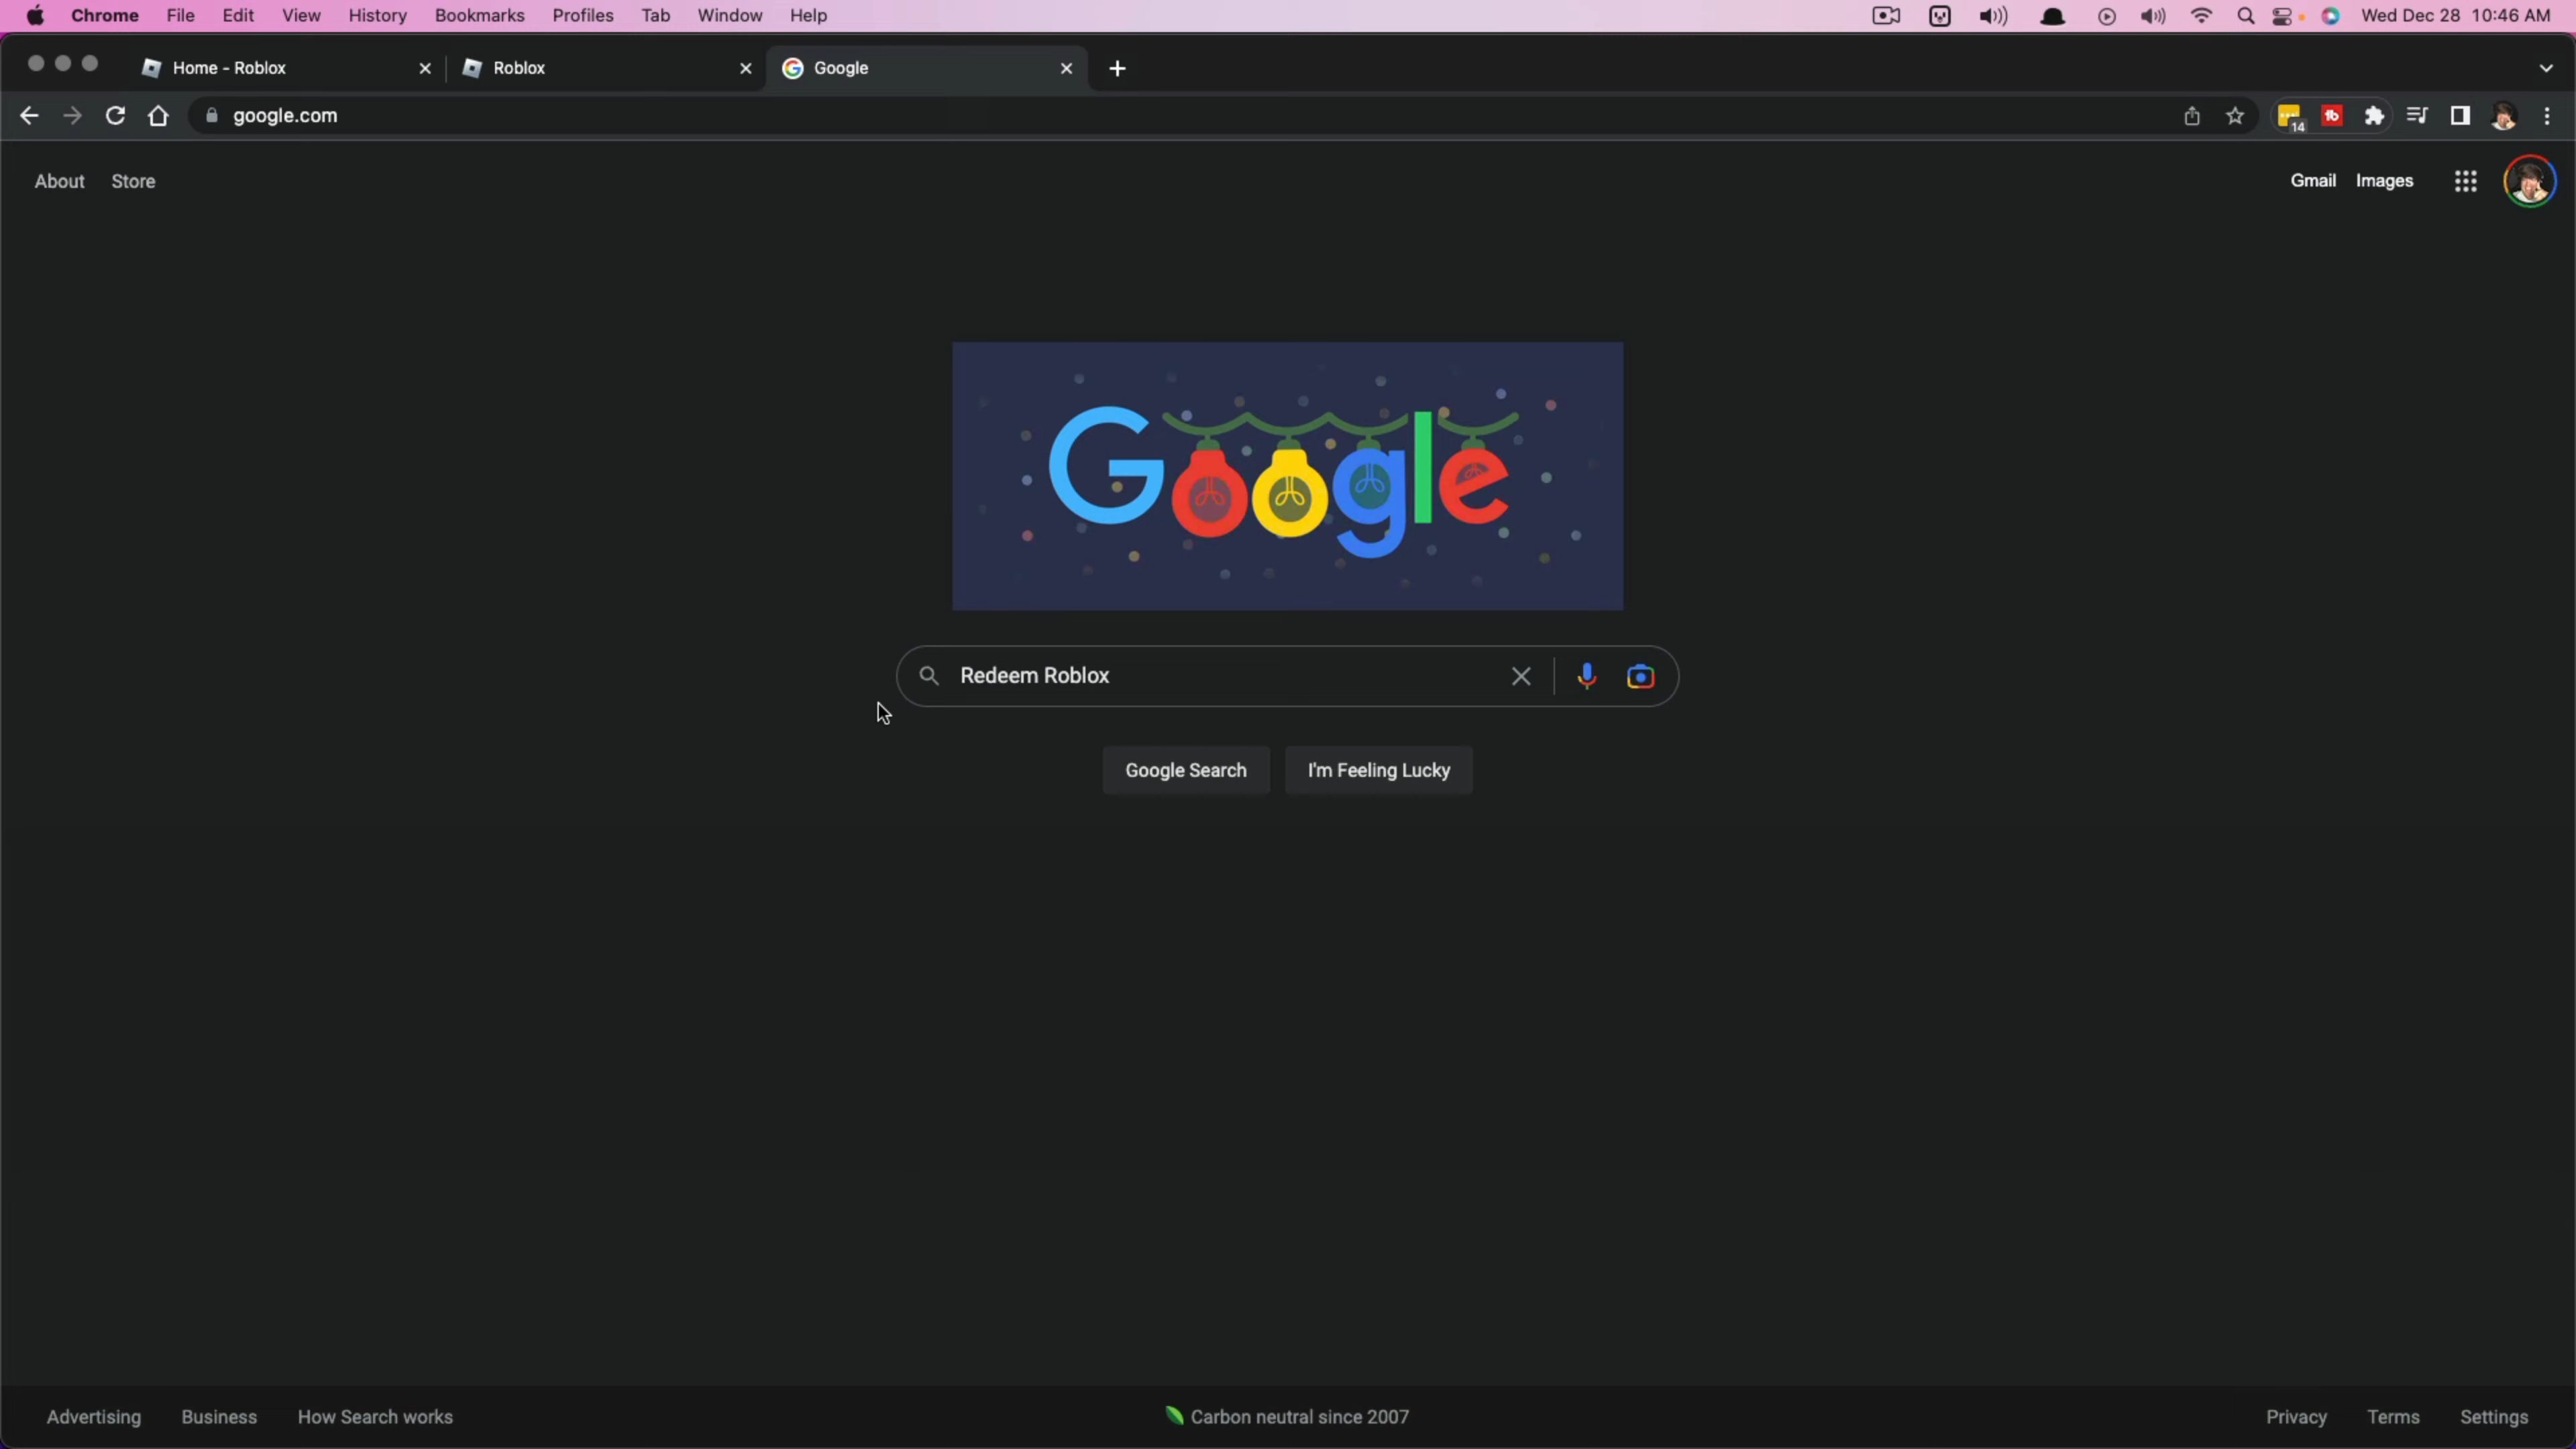 Chrome File Edit View History Bookmarks Profiles Tab Window Help Wed Dec 28 10:46 AM
Home - Roblox Roblox Google
google.com 14
About Store Gmail Images
Google
Redeem Roblox
Google Search I'm Feeling Lucky
Advertising Business How Search works Carbon neutral since 2007 Privacy Terms Settings